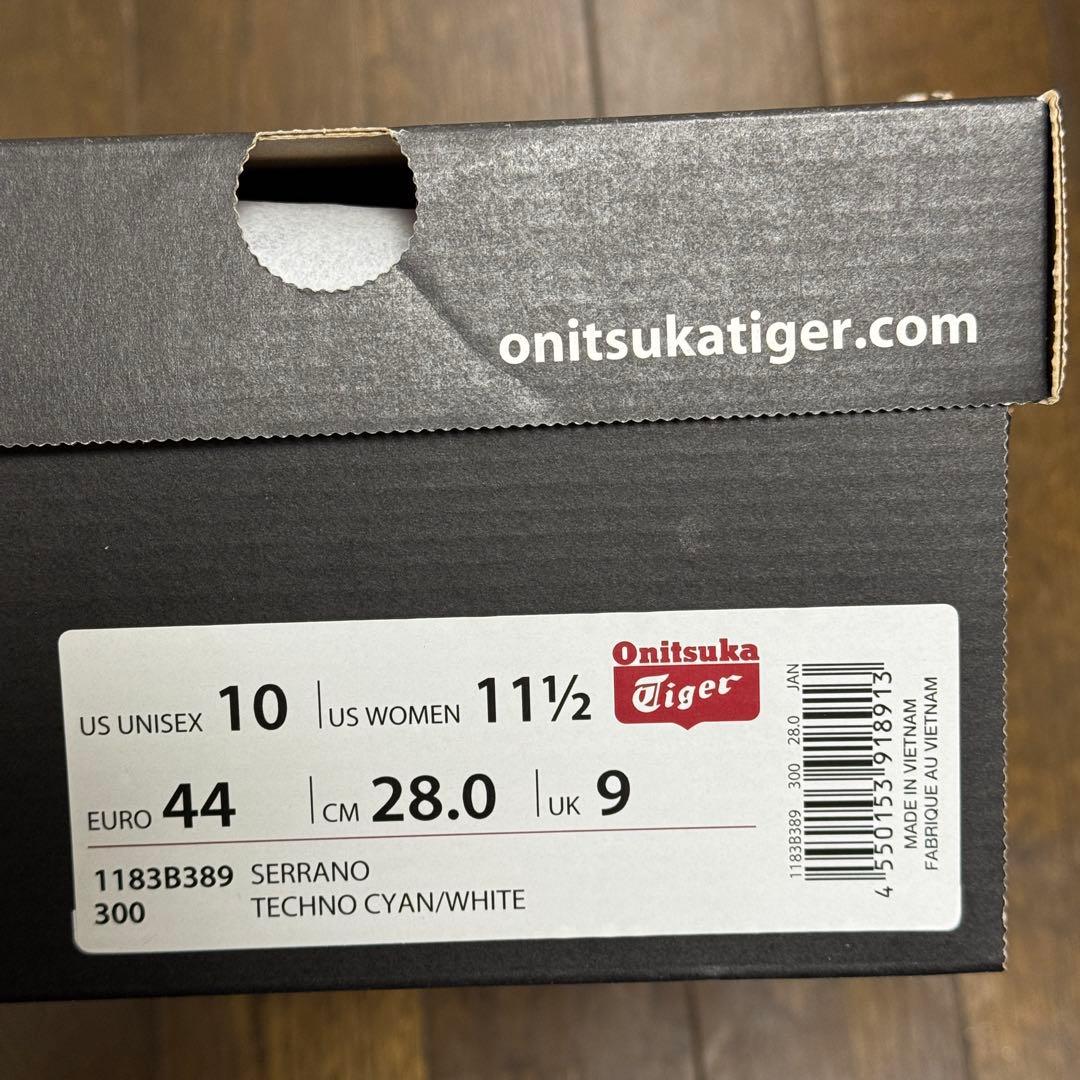 onitsukatiger.com
US UNISEX 10 US WOMEN 11½
Onitsuka
Tiger
EURO 44 CM 28.0 UK 9
1183B389 SERRANO
300 TECHNO CYAN/WHITE
1183B389 300 28.0 JAN
4 550153 918913
MADE IN VIETNAM
FABRIQUE AU VIETNAM